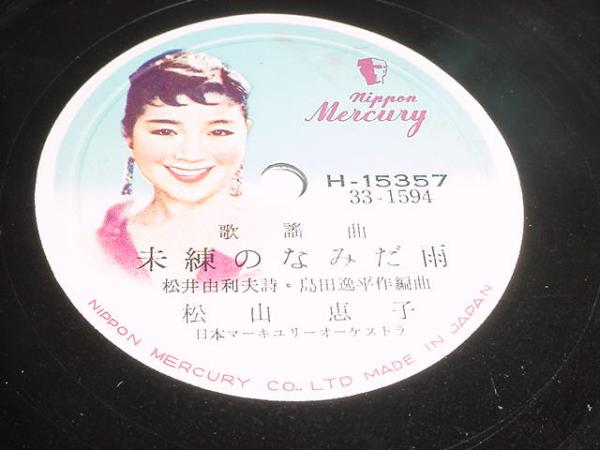 Nippon
Mercury
H-15357
33-1594
歌謡曲
未練のなみだ雨
松井由利夫詩・島田逸平作編曲
松山恵子
日本マーキュリーオーケストラ
NIPPON MERCURY CO., LTD MADE IN JAPAN